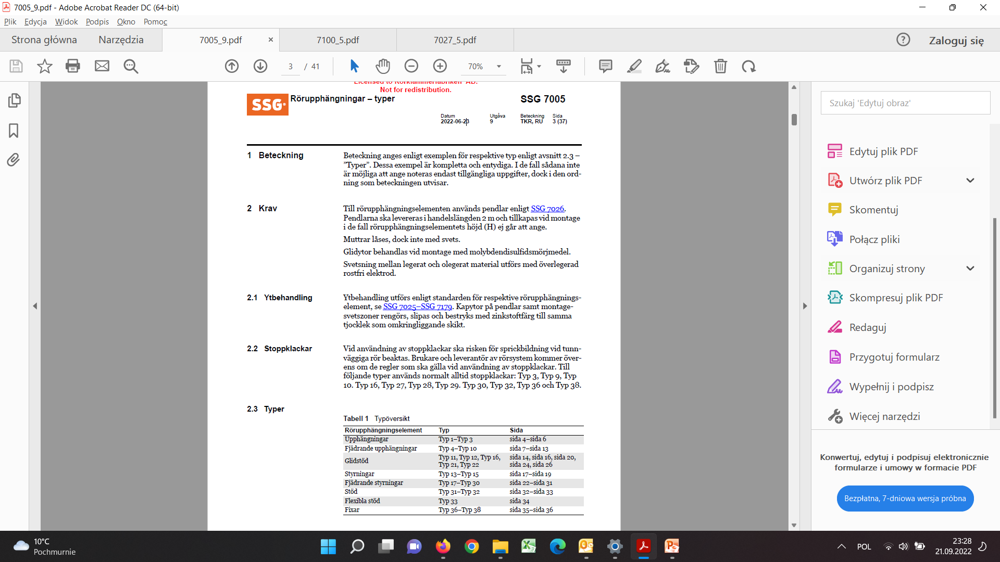 7005_9.pdf - Adobe Acrobat Reader DC (64-bit)
Plik Edycja Widok Podpis Okno Pomoc
Strona główna Narzędzia 7005_9.pdf × 7100_5.pdf 7027_5.pdf Zaloguj się
3 / 41 70%
Licensed to Rörklammerfabriken AB.
Not for redistribution.
SSG Rörupphängningar – typer SSG 7005
Datum Utgåva Beteckning Sida
2022-06-23 9 TKR, RU 3 (37)
1 Beteckning
Beteckning anges enligt exemplen för respektive typ enligt avsnitt 2.3 –
”Typer”. Dessa exempel är kompletta och entydiga. I de fall sådana inte
är möjliga att ange noteras endast tillgängliga uppgifter, dock i den ord-
ning som beteckningen utvisar.
2 Krav
Till rörupphängningselementen används pendlar enligt SSG 7026.
Pendlarna ska levereras i handelslängden 2 m och tillkapas vid montage
i de fall rörupphängningselementets höjd (H) ej går att ange.
Muttrar låses, dock inte med svets.
Glidytor behandlas vid montage med molybdendisulfidsmörjmedel.
Svetsning mellan legerat och olegerat material utförs med överlegerad
rostfri elektrod.
2.1 Ytbehandling
Ytbehandling utförs enligt standarden för respektive rörupphängnings-
element, se SSG 7025–SSG 7179. Kapytor på pendlar samt montage-
svetszoner rengörs, slipas och bestryks med zinkstoftfärg till samma
tjocklek som omkringliggande skikt.
2.2 Stoppklackar
Vid användning av stoppklackar ska risken för sprickbildning vid tunn-
väggiga rör beaktas. Brukare och leverantör av rörsystem kommer över-
ens om de regler som ska gälla vid användning av stoppklackar. Till
följande typer används normalt alltid stoppklackar: Typ 3, Typ 9, Typ
10. Typ 16, Typ 27, Typ 28, Typ 29. Typ 30, Typ 32, Typ 36 och Typ 38.
2.3 Typer
Tabell 1 Typöversikt
Rörupphängningselement Typ Sida
Upphängningar Typ 1–Typ 3 sida 4–sida 6
Fjädrande upphängningar Typ 4–Typ 10 sida 7–sida 13
Glidstöd Typ 11, Typ 12, Typ 16, sida 14, sida 16, sida 20,
Typ 21, Typ 22 sida 24, sida 26
Styrningar Typ 13–Typ 15 sida 17–sida 19
Fjädrande styrningar Typ 17–Typ 30 sida 22–sida 31
Stöd Typ 31–Typ 32 sida 32–sida 33
Flexibla stöd Typ 33 sida 34
Fixar Typ 36–Typ 38 sida 35–sida 36
Szukaj 'Edytuj obraz'
Edytuj plik PDF
Utwórz plik PDF
Skomentuj
Połącz pliki
Organizuj strony
Skompresuj plik PDF
Redaguj
Przygotuj formularz
Wypełnij i podpisz
Więcej narzędzi
Konwertuj, edytuj i podpisuj elektronicznie
formularze i umowy w formacie PDF
Bezpłatna, 7-dniowa wersja próbna
10°C
Pochmurnie
POL
23:28
21.09.2022